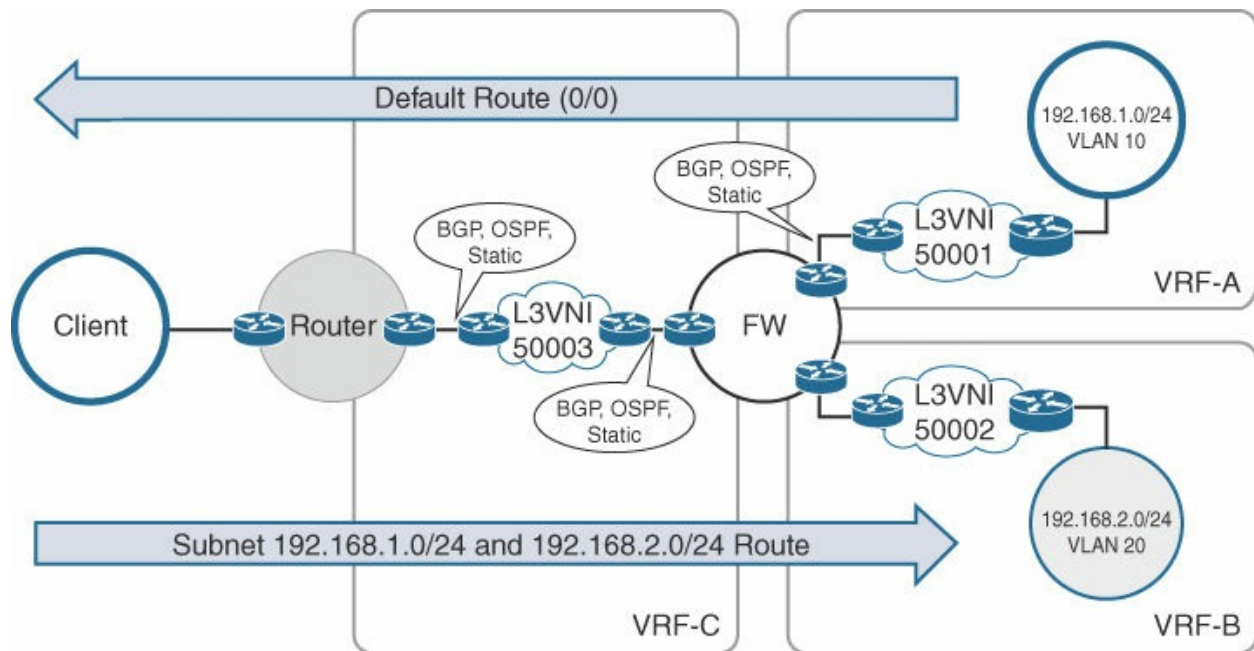 Default Route (0/0)
192.168.1.0/24
VLAN 10
BGP, OSPF,
Static
L3VNI
50001
VRF-A
BGP, OSPF,
Static
Client
Router
L3VNI
50003
FW
BGP, OSPF,
Static
L3VNI
50002
Subnet 192.168.1.0/24 and 192.168.2.0/24 Route
192.168.2.0/24
VLAN 20
VRF-C
VRF-B